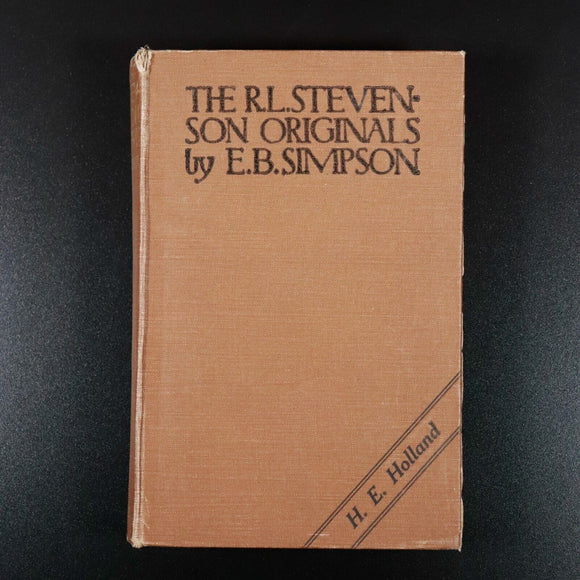 THE R.L. STEVEN-
SON ORIGINALS
by E.B. SIMPSON
H. E. Holland